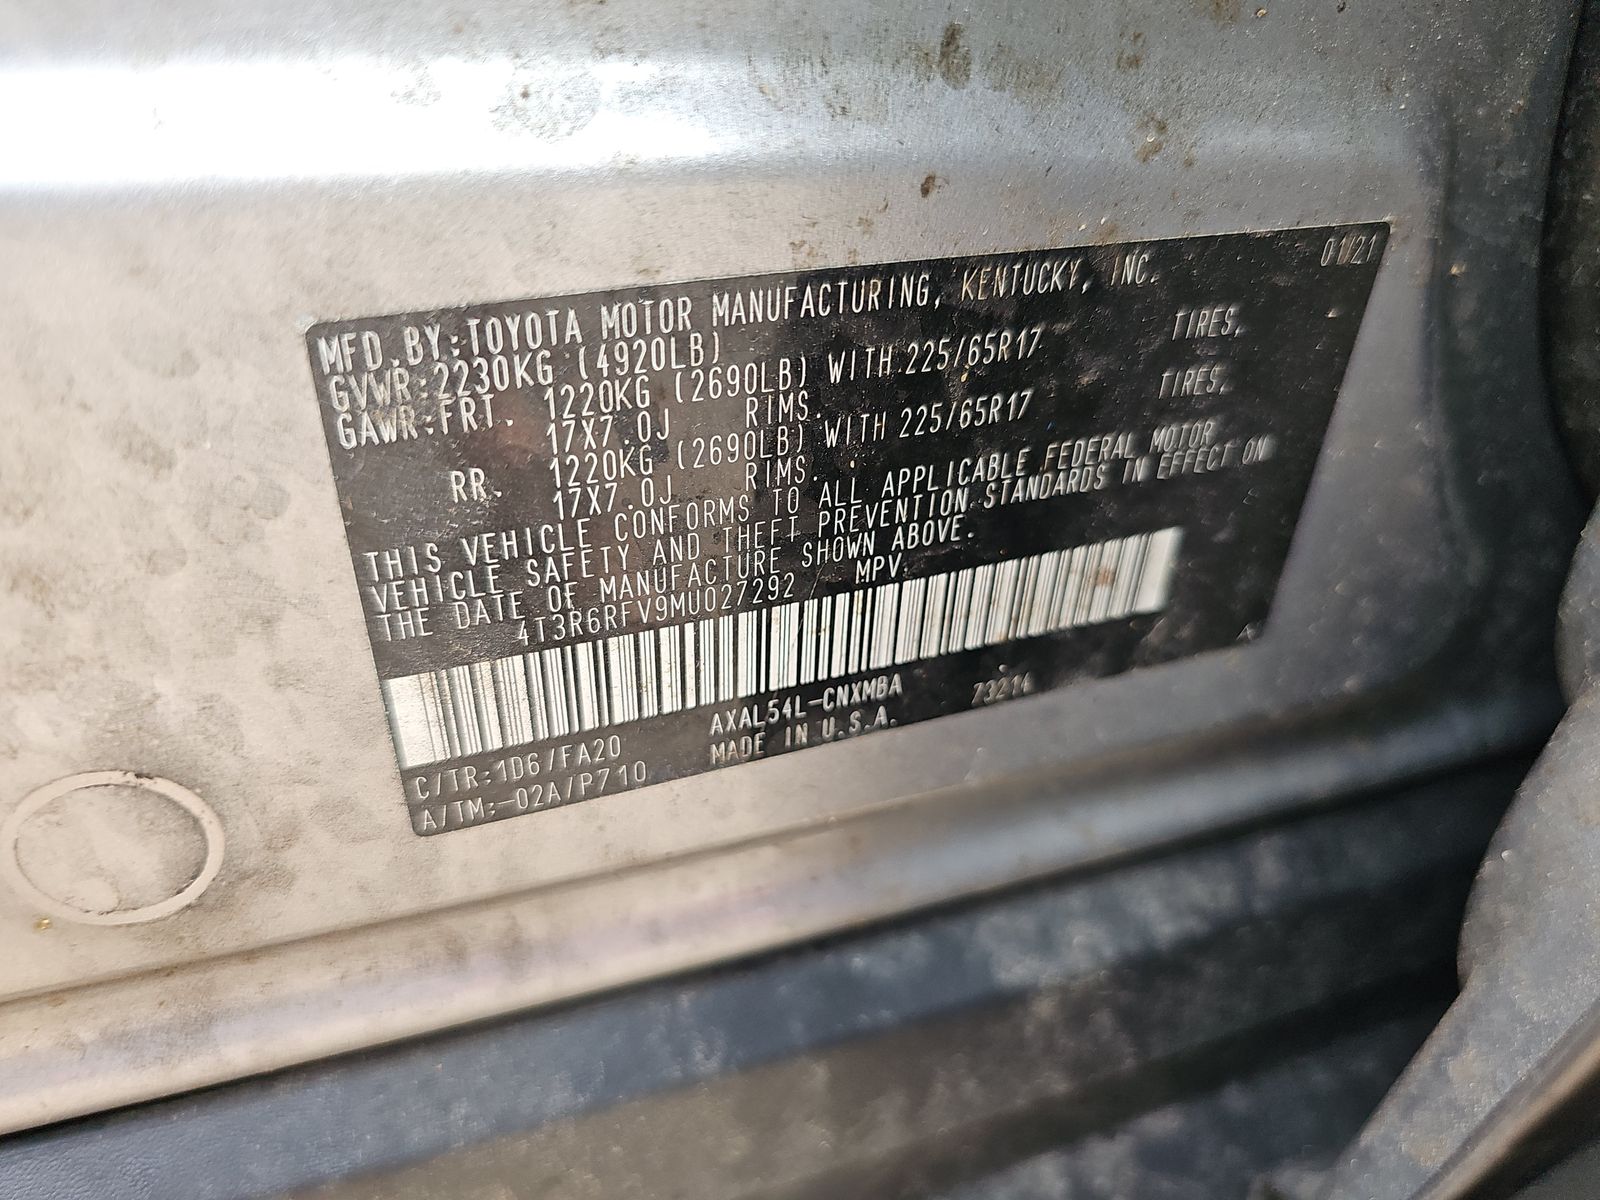 01/21
MFD.BY:TOYOTA MOTOR MANUFACTURING, KENTUCKY, INC.
GVWR:2230KG (4920LB)
GAWR:FRT. 1220KG (2690LB) WITH 225/65R17 TIRES,
17X7.0J RIMS.
RR. 1220KG (2690LB) WITH 225/65R17 TIRES,
17X7.0J RIMS.
THIS VEHICLE CONFORMS TO ALL APPLICABLE FEDERAL MOTOR
VEHICLE SAFETY AND THEFT PREVENTION STANDARDS IN EFFECT ON
THE DATE OF MANUFACTURE SHOWN ABOVE.
4T3R6RFV9MU027292 MPV
AXAL54L-CNXMBA 73214
C/TR:1D6/FA20 MADE IN U.S.A.
A/TM:-02A/P710